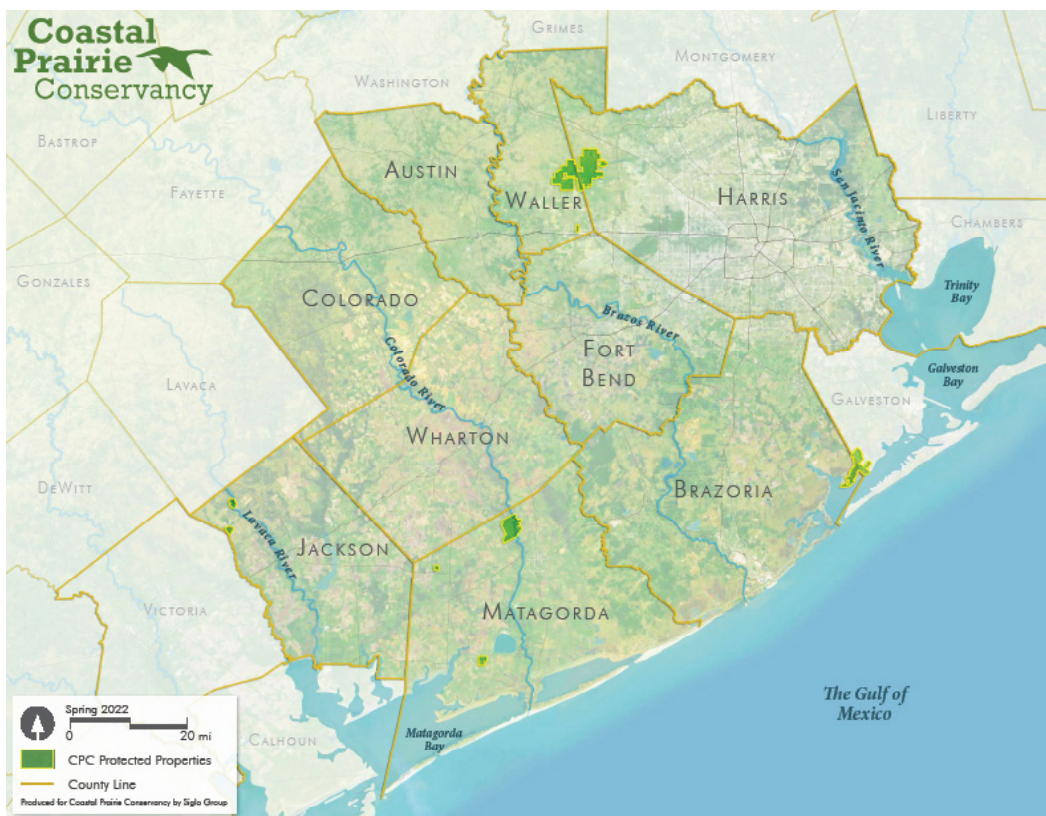 Coastal
Prairie
Conservancy
GRIMES
MONTGOMERY
WASHINGTON
LIBERTY
BASTROP
AUSTIN
FAYETTE
WALLER
HARRIS
San Jacinto River
CHAMBERS
GONZALES
Trinity
Bay
COLORADO
Brazos River
FORT
BEND
Colorado River
Galveston
Bay
LAVACA
GALVESTON
WHARTON
DEWITT
BRAZORIA
Lavaca River
JACKSON
VICTORIA
MATAGORDA
The Gulf of
Mexico
Matagorda
Bay
CALHOUN
Spring 2022
0 20 mi
CPC Protected Properties
County Line
Produced for Coastal Prairie Conservancy by Siglo Group